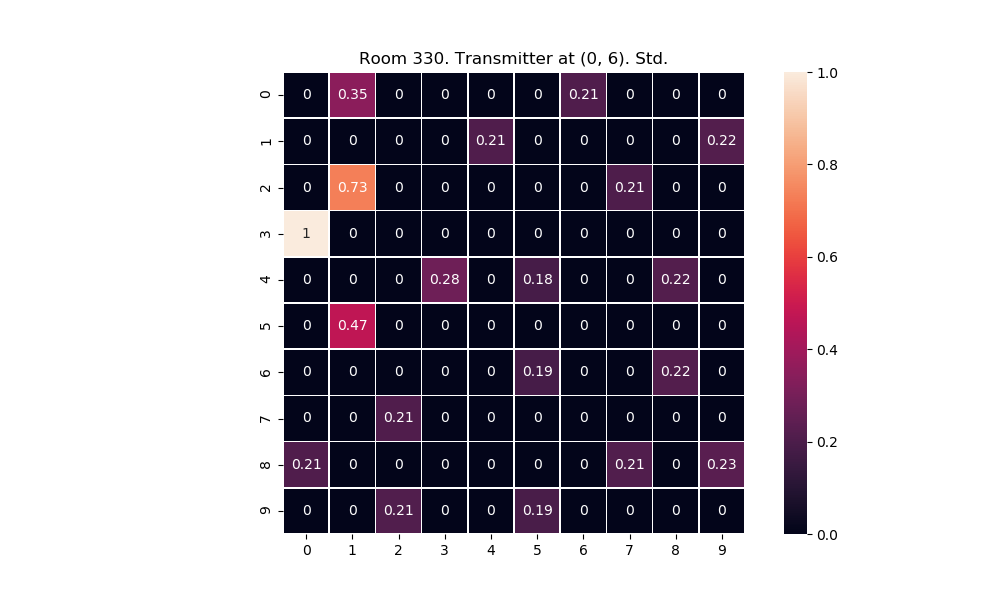 Room 330. Transmitter at (0, 6). Std.
0 0 0.35 0 0 0 0 0.21 0 0 0
1 0 0 0 0 0.21 0 0 0 0 0.22
2 0 0.73 0 0 0 0 0 0.21 0 0
3 1 0 0 0 0 0 0 0 0 0
4 0 0 0 0.28 0 0.18 0 0 0.22 0
5 0 0.47 0 0 0 0 0 0 0 0
6 0 0 0 0 0 0.19 0 0 0.22 0
7 0 0 0.21 0 0 0 0 0 0 0
8 0.21 0 0 0 0 0 0 0.21 0 0.23
9 0 0 0.21 0 0 0.19 0 0 0 0
0 1 2 3 4 5 6 7 8 9
1.0
0.8
0.6
0.4
0.2
0.0